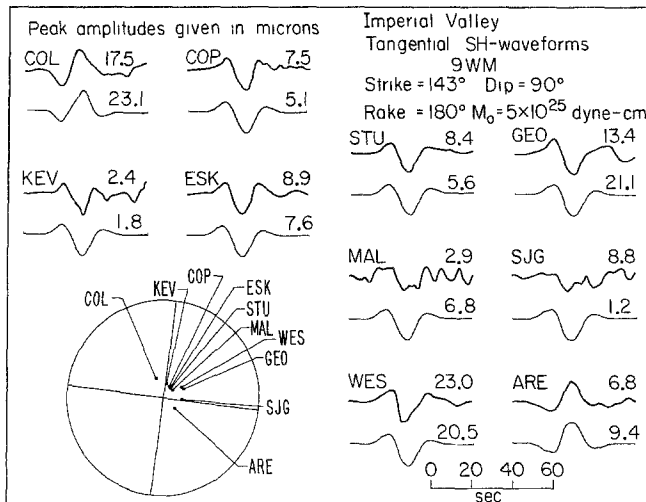 Peak amplitudes given in microns
COL 17.5
23.1
COP 7.5
5.1
KEV 2.4
1.8
ESK 8.9
7.6
Imperial Valley
Tangential SH-waveforms
9WM
Strike = 143° Dip = 90°
Rake = 180° M₀ = 5×10²⁵ dyne-cm
STU 8.4
5.6
GEO 13.4
21.1
MAL 2.9
6.8
SJG 8.8
1.2
WES 23.0
20.5
ARE 6.8
9.4
0 20 40 60
sec
COL
KEV
COP
ESK
STU
MAL
WES
GEO
SJG
ARE